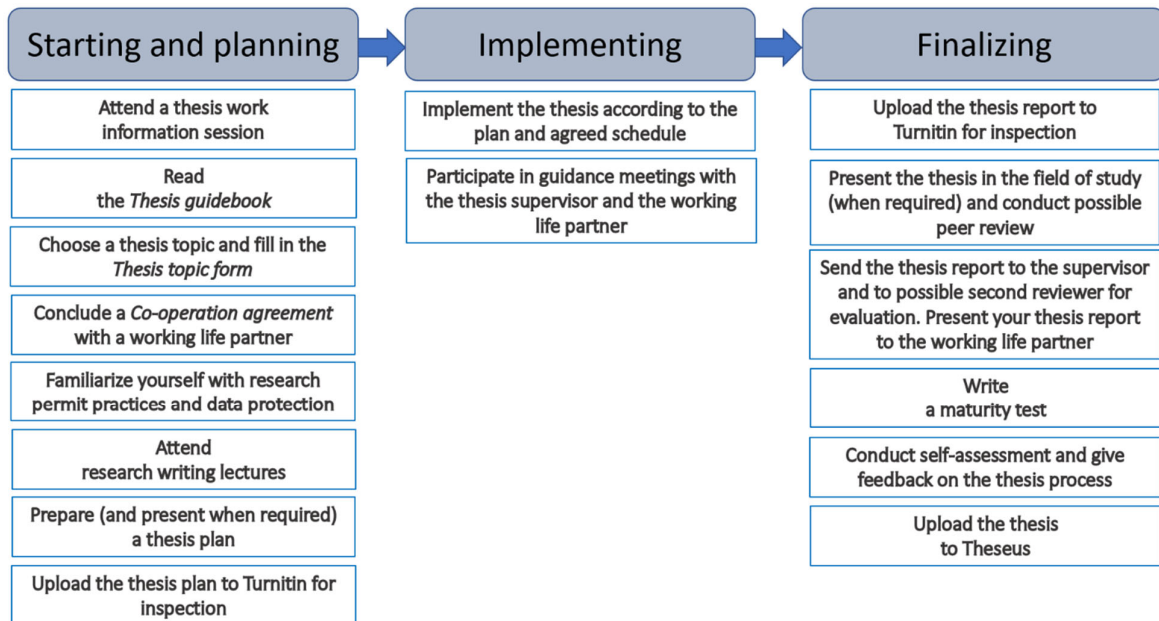 Starting and planning
Attend a thesis work
information session
Read
the Thesis guidebook
Choose a thesis topic and fill in the
Thesis topic form
Conclude a Co-operation agreement
with a working life partner
Familiarize yourself with research
permit practices and data protection
Attend
research writing lectures
Prepare (and present when required)
a thesis plan
Upload the thesis plan to Turnitin for
inspection
Implementing
Implement the thesis according to the
plan and agreed schedule
Participate in guidance meetings with
the thesis supervisor and the working
life partner
Finalizing
Upload the thesis report to
Turnitin for inspection
Present the thesis in the field of study
(when required) and conduct possible
peer review
Send the thesis report to the supervisor
and to possible second reviewer for
evaluation. Present your thesis report
to the working life partner
Write
a maturity test
Conduct self-assessment and give
feedback on the thesis process
Upload the thesis
to Theseus